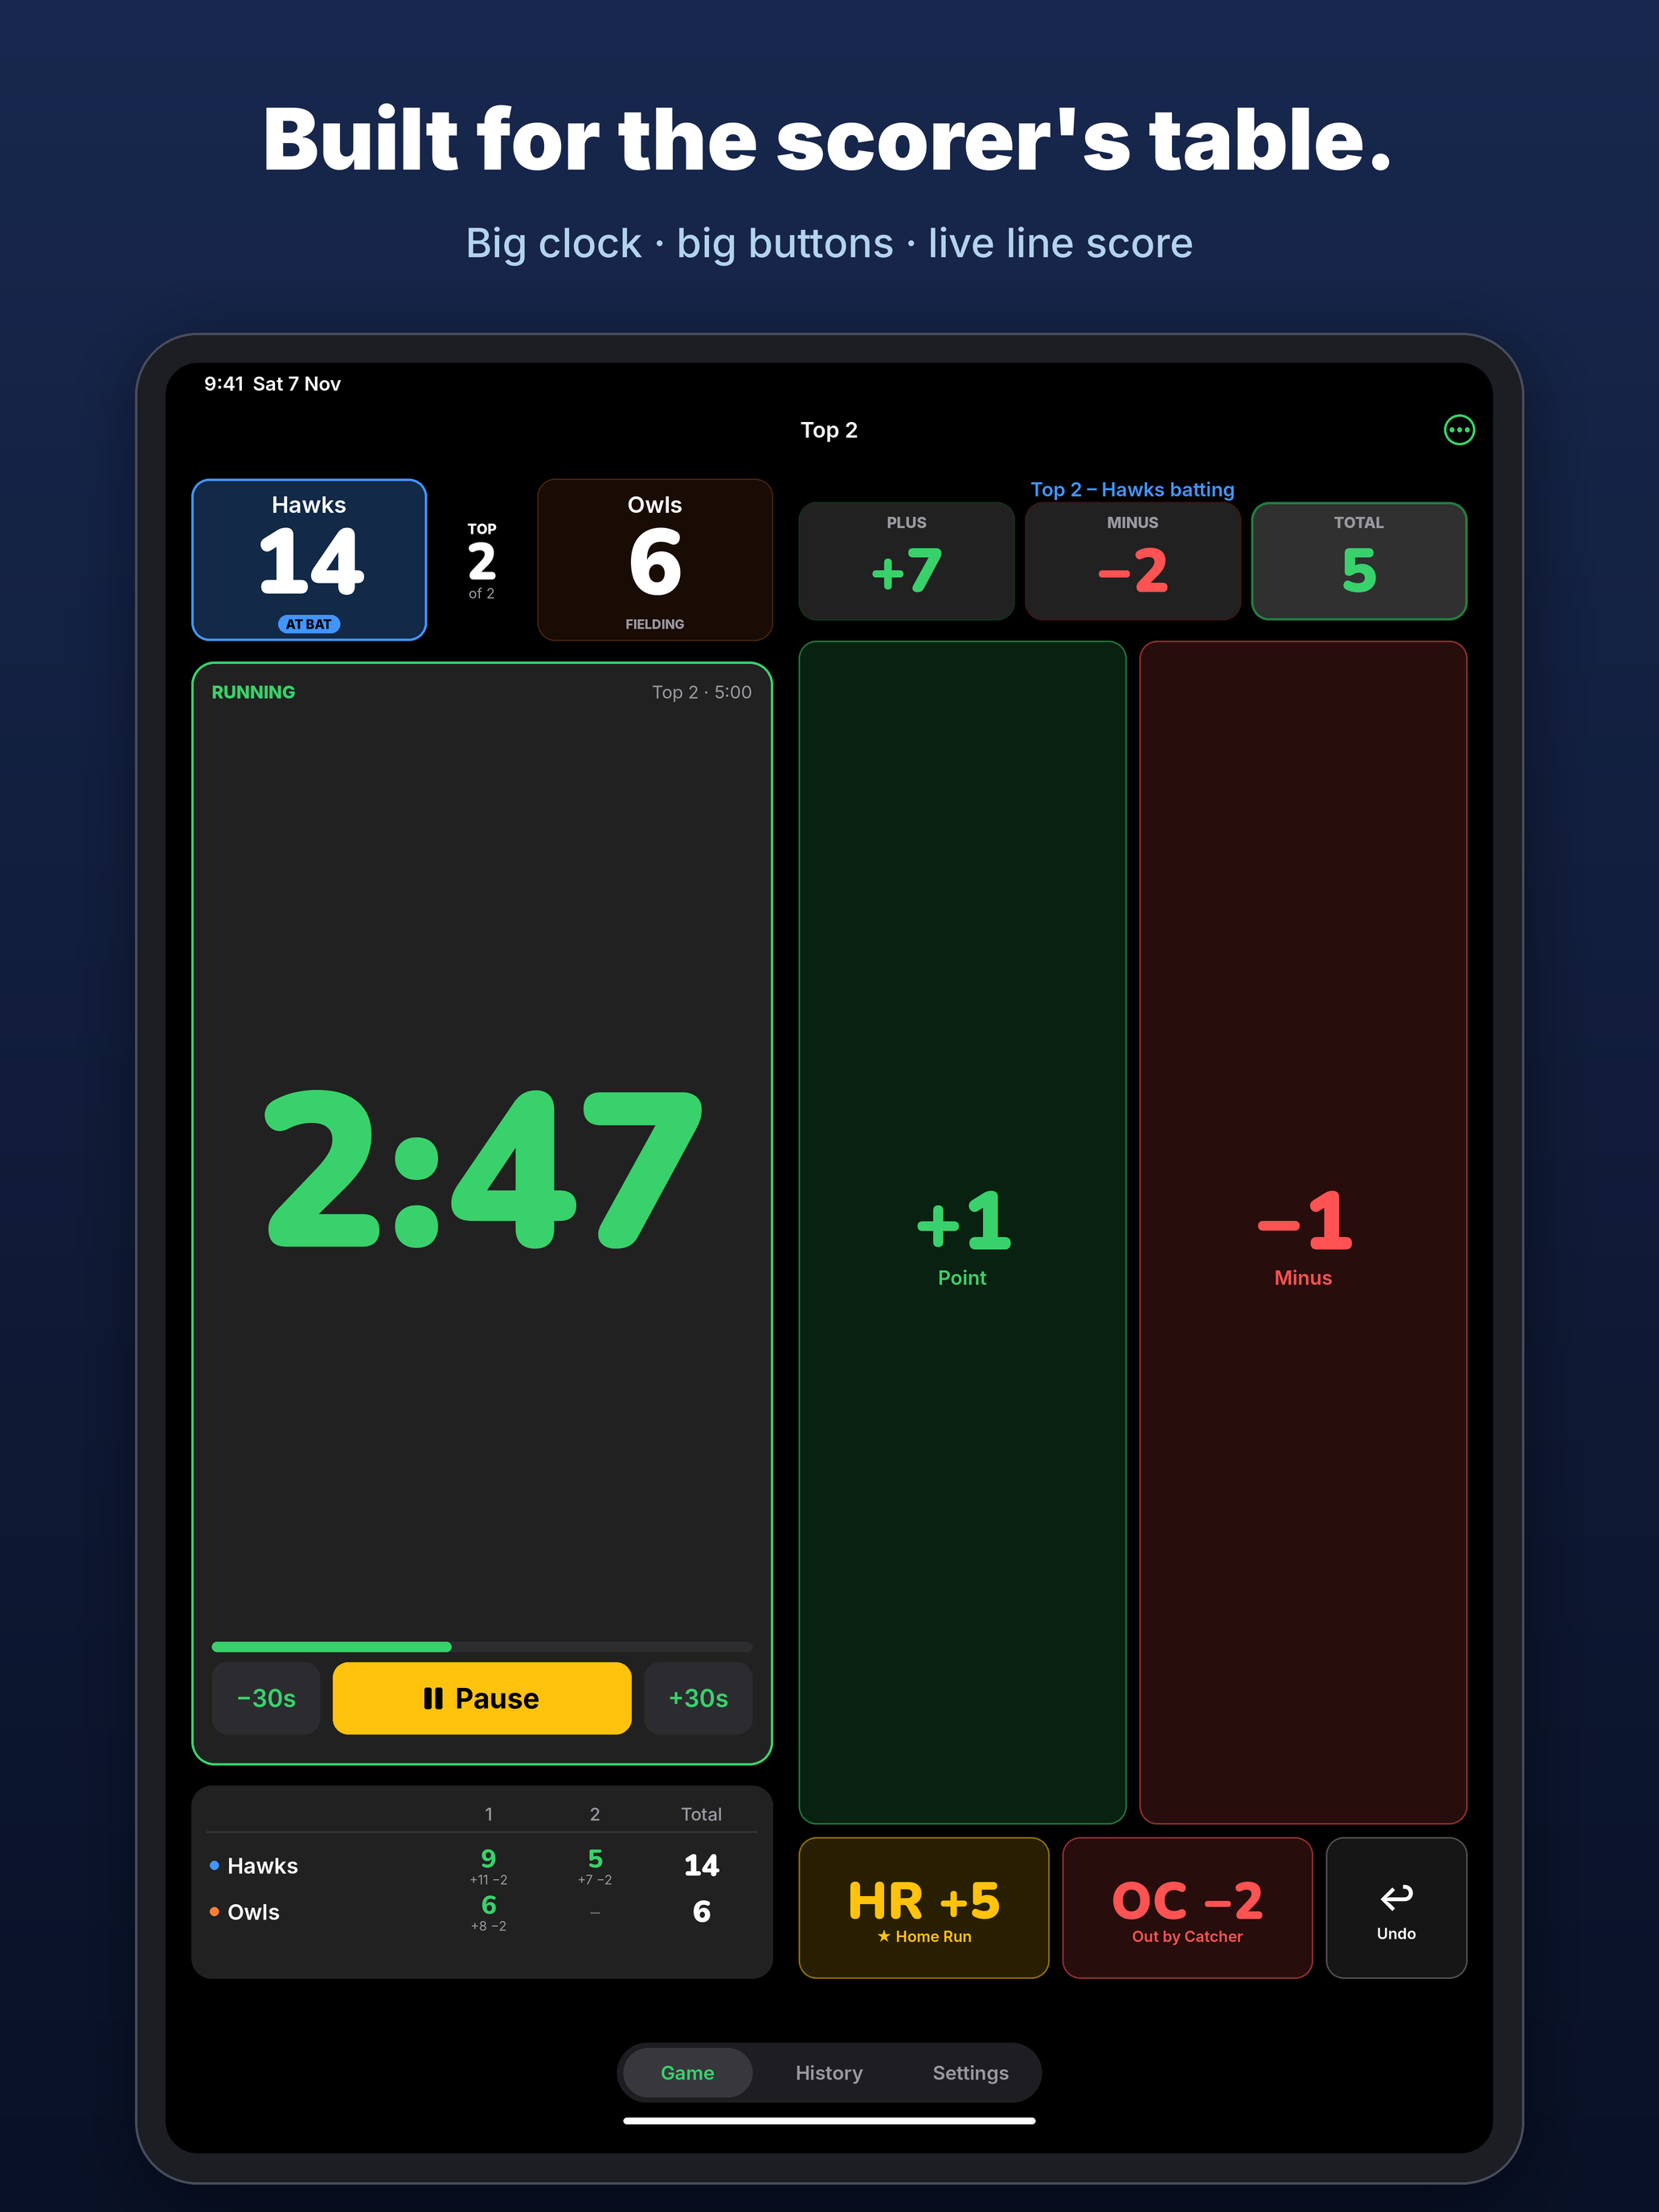 Built for the scorer's table.
Big clock · big buttons · live line score
9:41 Sat 7 Nov
Top 2
Hawks
14
AT BAT
TOP
2
of 2
Owls
6
FIELDING
Top 2 – Hawks batting
PLUS
+7
MINUS
−2
TOTAL
5
RUNNING
Top 2 · 5:00
2:47
−30s
Pause
+30s
+1
Point
−1
Minus
1 2 Total
Hawks 9 5 14
+11 −2 +7 −2
Owls 6 – 6
+8 −2
HR +5
★ Home Run
OC −2
Out by Catcher
Undo
Game History Settings